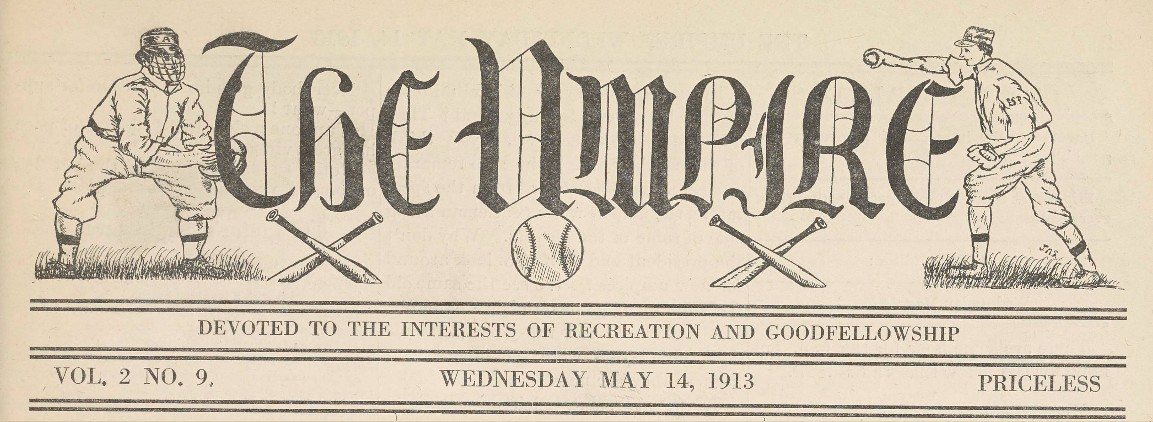 The Umpire
DEVOTED TO THE INTERESTS OF RECREATION AND GOODFELLOWSHIP
VOL. 2 NO. 9. WEDNESDAY MAY 14, 1913 PRICELESS